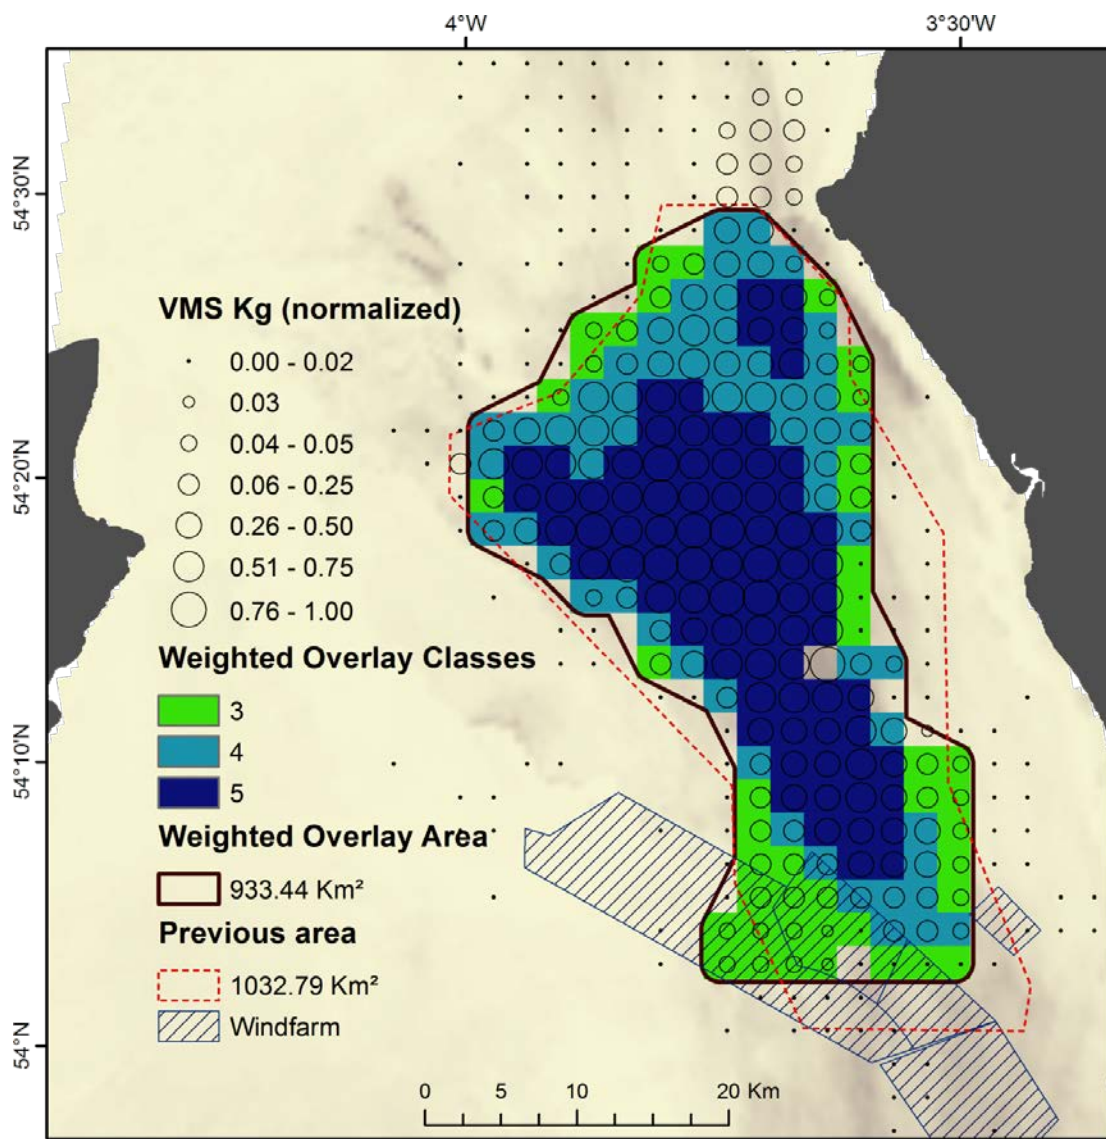 4°W
3°30'W
54°30'N
54°20'N
54°10'N
54°N
VMS Kg (normalized)
0.00 - 0.02
0.03
0.04 - 0.05
0.06 - 0.25
0.26 - 0.50
0.51 - 0.75
0.76 - 1.00
Weighted Overlay Classes
3
4
5
Weighted Overlay Area
933.44 Km²
Previous area
1032.79 Km²
Windfarm
0 5 10 20 Km